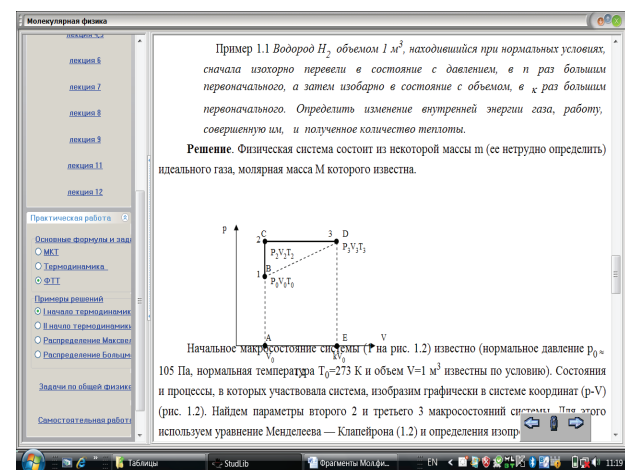 Молекулярная физика
лекция 6
лекция 7
лекция 8
лекция 9
лекция 11
лекция 12
Практическая работа
Основные формулы и зада
МКТ
Термодинамика
ФТТ
Примеры решений
I начало термодинамик
II начло термодинамики
Распределение Максвел
Распределение Больцм
Задачи по общей физике
Самостоятельная работ
Пример 1.1 Водород H2 объемом 1 м3, находившийся при нормальных условиях,
сначала изохорно перевели в состояние с давлением, в n раз большим
первоначального, а затем изобарно в состояние с объемом, в к раз большим
первоначального. Определить изменение внутренней энергии газа, работу,
совершенную им, и полученное количество теплоты.
Решение. Физическая система состоит из некоторой массы m (ее нетрудно определить)
идеального газа, молярная масса M которого известна.
P
2 C 3 D
P2V2T2 P3V3T3
B
1
P0V0T0
A E V
V0 kV0
Начальное макросостояние системы (1 на рис. 1.2) известно (нормальное давление p0 ≈
105 Па, нормальная температура T0=273 К и объем V=1 м3 известны по условию). Состояния
и процессы, в которых участвовала система, изобразим графически в системе координат (p-V)
(рис. 1.2). Найдем параметры второго 2 и третьего 3 макросостояний системы. Для этого
используем уравнение Менделеева — Клапейрона (1.2) и определения изопр
Таблицы
StudLib
Фрагменты Мол.фи...
EN
11:19